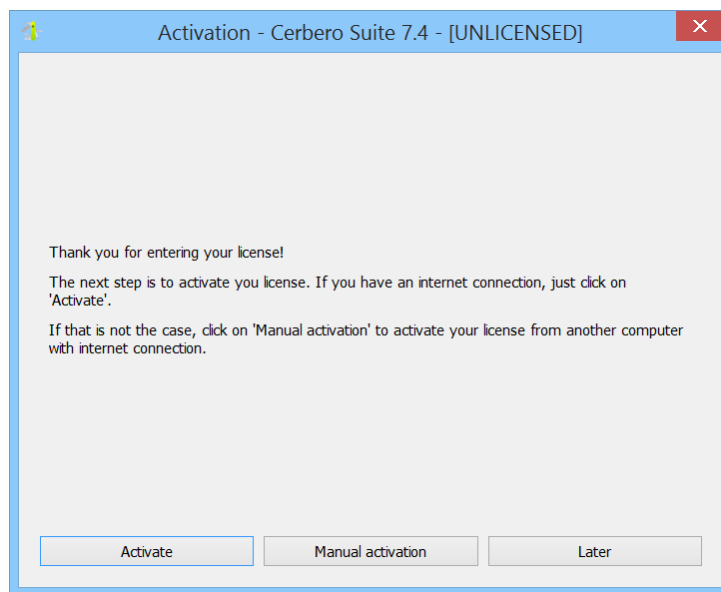 Activation - Cerbero Suite 7.4 - [UNLICENSED]
Thank you for entering your license!
The next step is to activate you license. If you have an internet connection, just click on
'Activate'.
If that is not the case, click on 'Manual activation' to activate your license from another computer
with internet connection.
Activate
Manual activation
Later